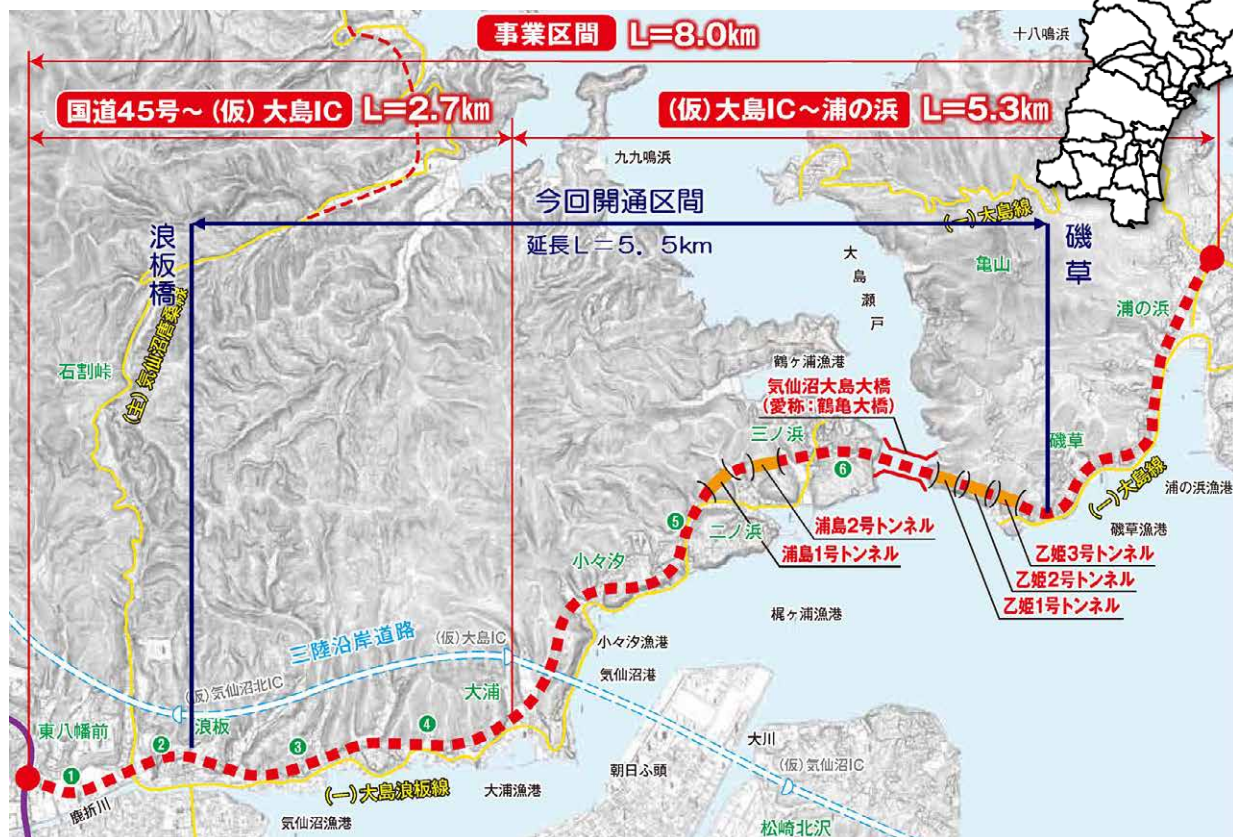 事業区間 L=8.0km
十八鳴浜
国道45号～(仮)大島IC L=2.7km
(仮)大島IC～浦の浜 L=5.3km
九九鳴浜
今回開通区間
延長L=5．5km
浪板橋
磯草
(一)大島線
大島瀬戸
亀山
浦の浜
石割峠
(主)気仙沼唐桑線
鶴ヶ浦漁港
気仙沼大島大橋
(愛称:鶴亀大橋)
三ノ浜
磯草
6
(一)大島線
浦の浜漁港
磯草漁港
5
二ノ浜
浦島2号トンネル
浦島1号トンネル
小々汐
乙姫3号トンネル
乙姫2号トンネル
乙姫1号トンネル
梶ヶ浦漁港
小々汐漁港
三陸沿岸道路
(仮)大島IC
気仙沼港
(仮)気仙沼北IC
大浦
東八幡前
浪板
4
2
3
大川
1
朝日ふ頭
(仮)気仙沼IC
鹿折川
(一)大島浪板線
大浦漁港
気仙沼漁港
松崎北沢